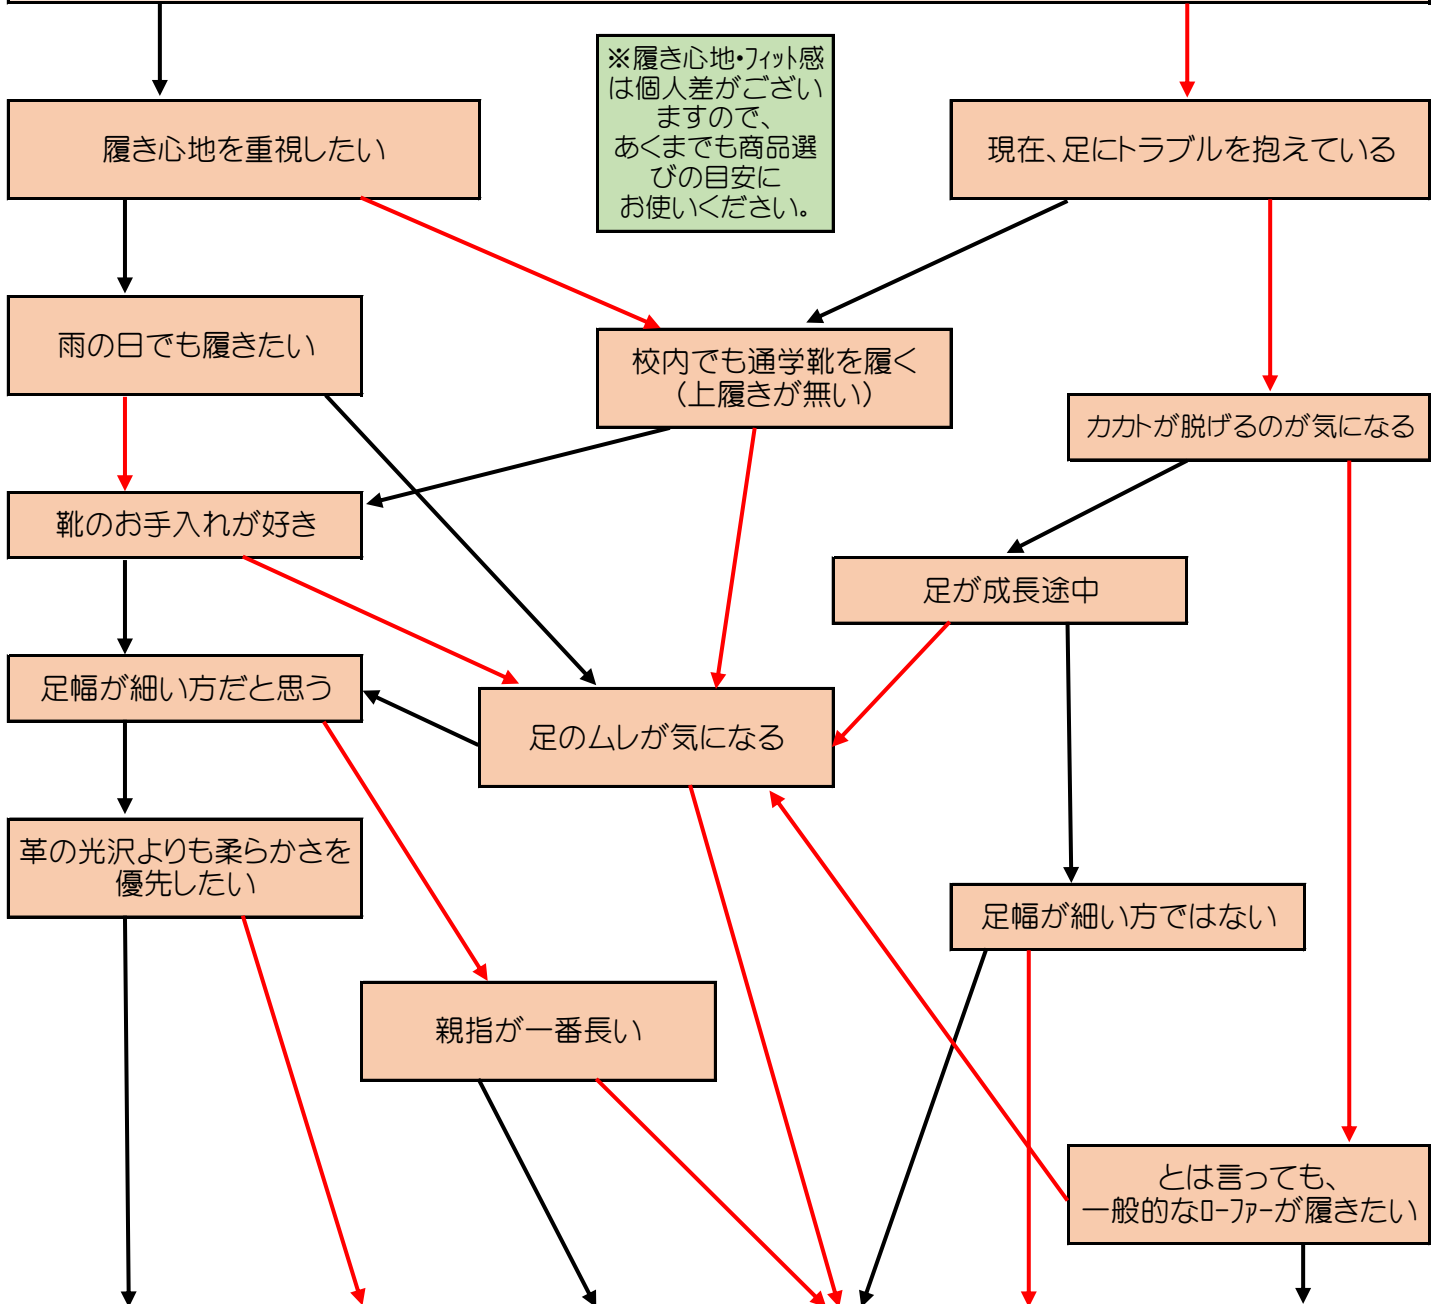 ※履き心地・フィット感
は個人差がござい
ますので、
あくまでも商品選
びの目安に
お使いください。
履き心地を重視したい
現在、足にトラブルを抱えている
雨の日でも履きたい
校内でも通学靴を履く
（上履きが無い）
カカトが脱げるのが気になる
靴のお手入れが好き
足が成長途中
足幅が細い方だと思う
足のムレが気になる
革の光沢よりも柔らかさを
優先したい
足幅が細い方ではない
親指が一番長い
とは言っても、
一般的なローファーが履きたい